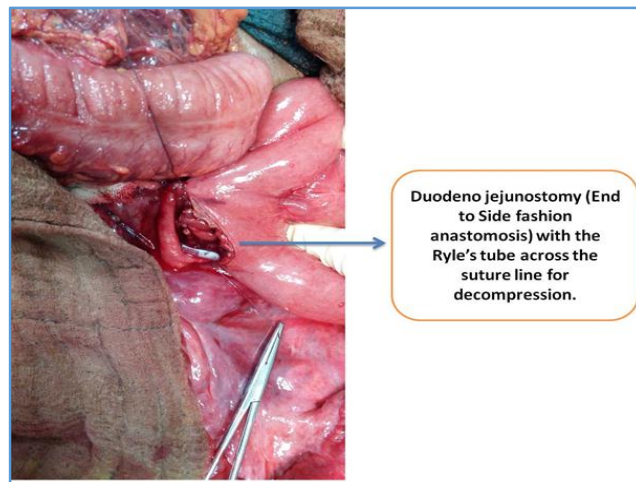 Duodeno jejunostomy (End
to Side fashion
anastomosis) with the
Ryle's tube across the
suture line for
decompression.